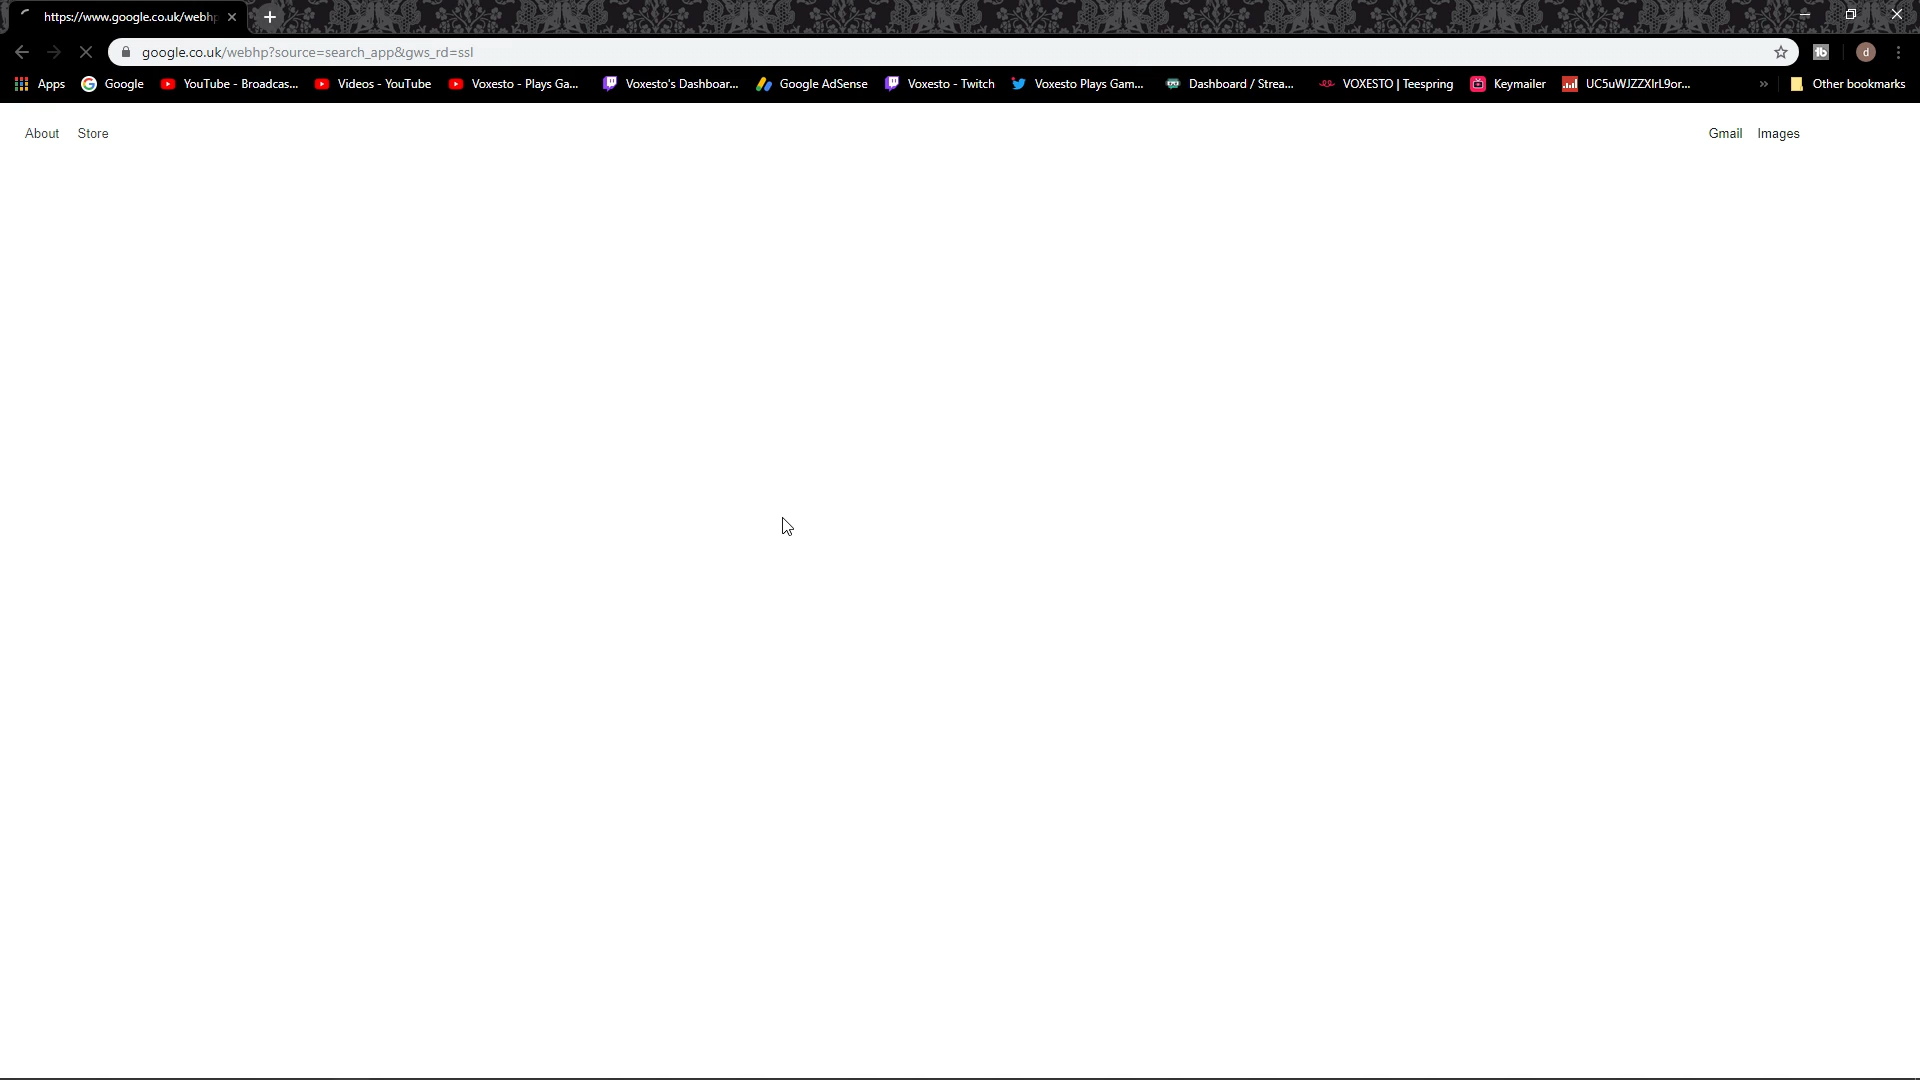 https://www.google.co.uk/webhp
google.co.uk/webhp?source=search_app&gws_rd=ssl
d
Apps Google YouTube - Broadcas... Videos - YouTube Voxesto - Plays Ga... Voxesto's Dashboar... Google AdSense Voxesto - Twitch Voxesto Plays Gam... Dashboard / Strea... VOXESTO | Teespring Keymailer UC5uWJZZXIrL9or... » Other bookmarks
About Store Gmail Images